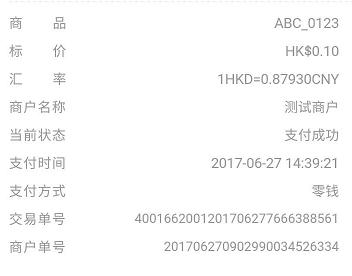 商 品 ABC_0123
标 价 HK$0.10
汇 率 1HKD=0.87930CNY
商户名称 测试商户
当前状态 支付成功
支付时间 2017-06-27 14:39:21
支付方式 零钱
交易单号 4001662001201706277666388561
商户单号 201706270902990034526334